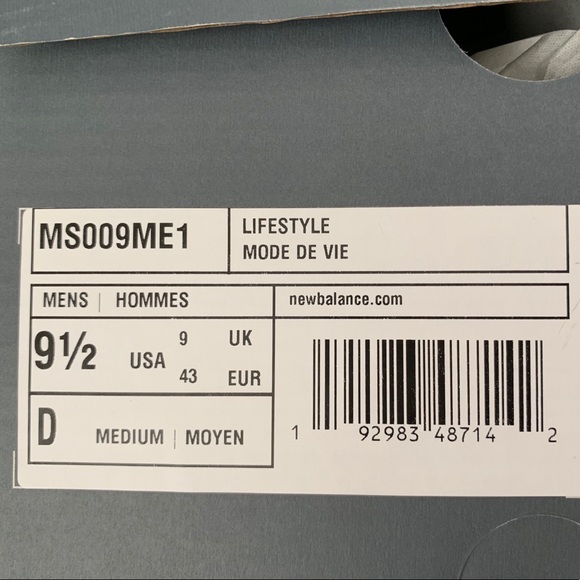 MS009ME1
LIFESTYLE
MODE DE VIE
MENS | HOMMES
newbalance.com
9½ USA
9 UK
43 EUR
D MEDIUM | MOYEN
1 92983 48714 2